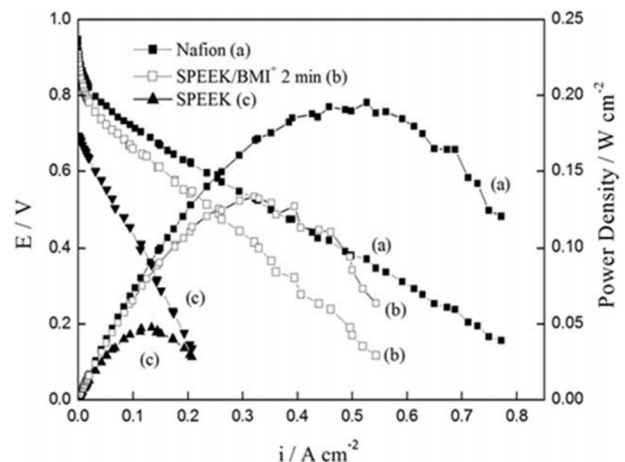 1.0
0.8
0.6
0.4
0.2
0.0
E / V
Nafion (a)
SPEEK/BMI⁺ 2 min (b)
SPEEK (c)
0.25
0.20
0.15
0.10
0.05
0.00
Power Density / W cm⁻²
(a)
(a)
(c)
(b)
(c)
(b)
0.0 0.1 0.2 0.3 0.4 0.5 0.6 0.7 0.8
i / A cm⁻²